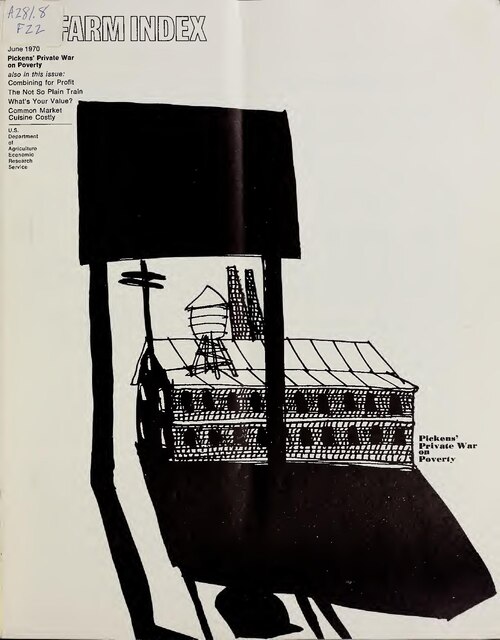 A281.8
F22
FARM INDEX
June 1970
Pickens' Private War
on Poverty
also in this issue:
Combining for Profit
The Not So Plain Train
What's Your Value?
Common Market
Cuisine Costly
U.S.
Department
of
Agriculture
Economic
Research
Service
Pickens'
Private War
on
Poverty